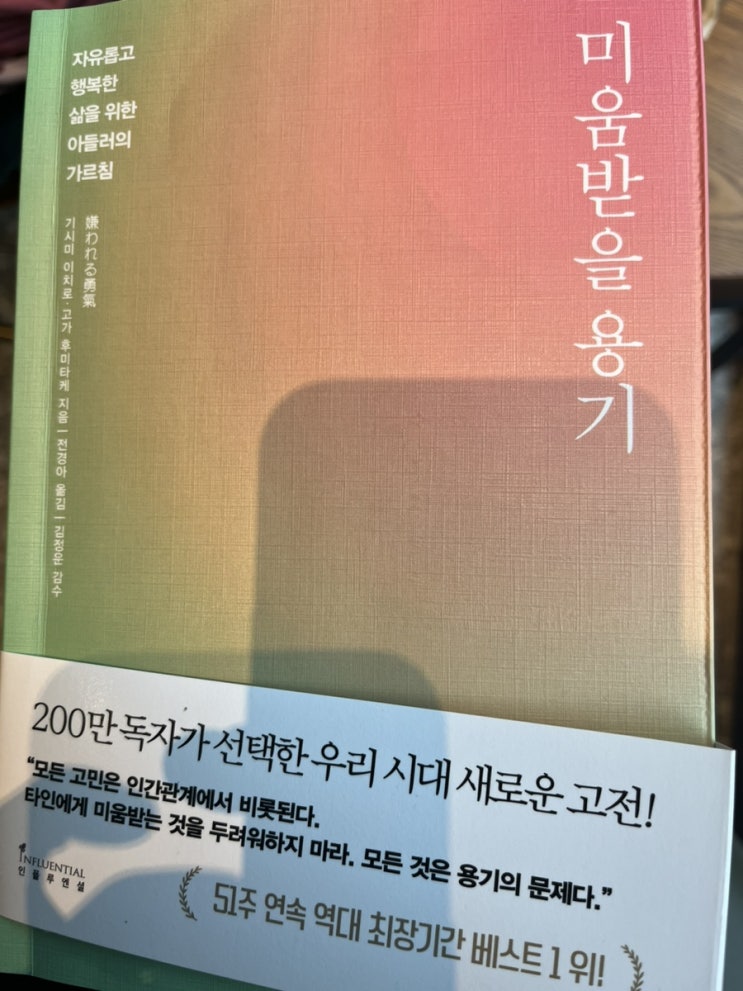 미움받을 용기
자유롭고
행복한
삶을 위한
아들러의
가르침
嫌われる勇氣
기시미 이치로·고가 후미타케 지음 | 전경아 옮김 | 김정운 감수
200만 독자가 선택한 우리 시대 새로운 고전!
“모든 고민은 인간관계에서 비롯된다.
타인에게 미움받는 것을 두려워하지 마라. 모든 것은 용기의 문제다.”
INFLUENTIAL
인플루엔셜
51주 연속 역대 최장기간 베스트 1위!